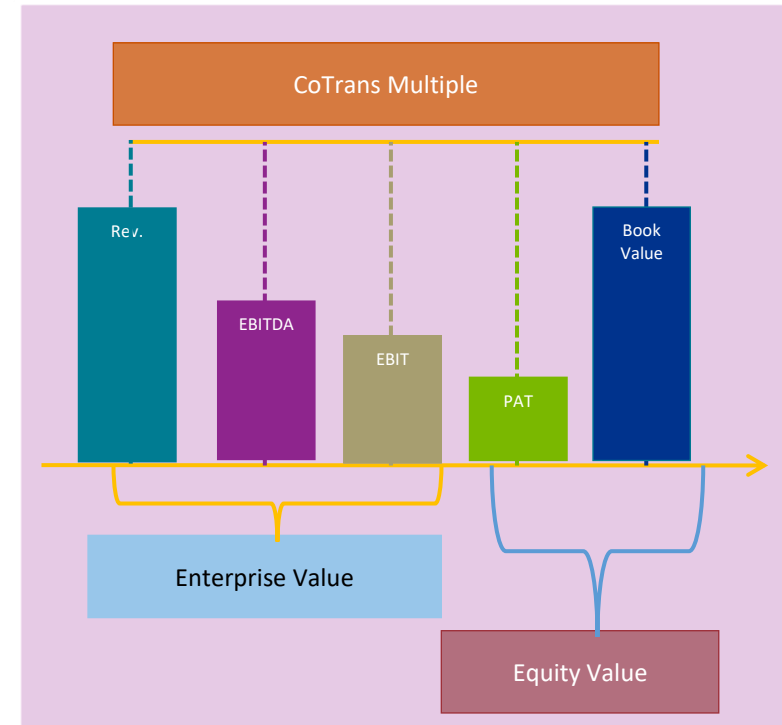 CoTrans Multiple
Rev.
Book
Value
EBITDA
EBIT
PAT
Enterprise Value
Equity Value